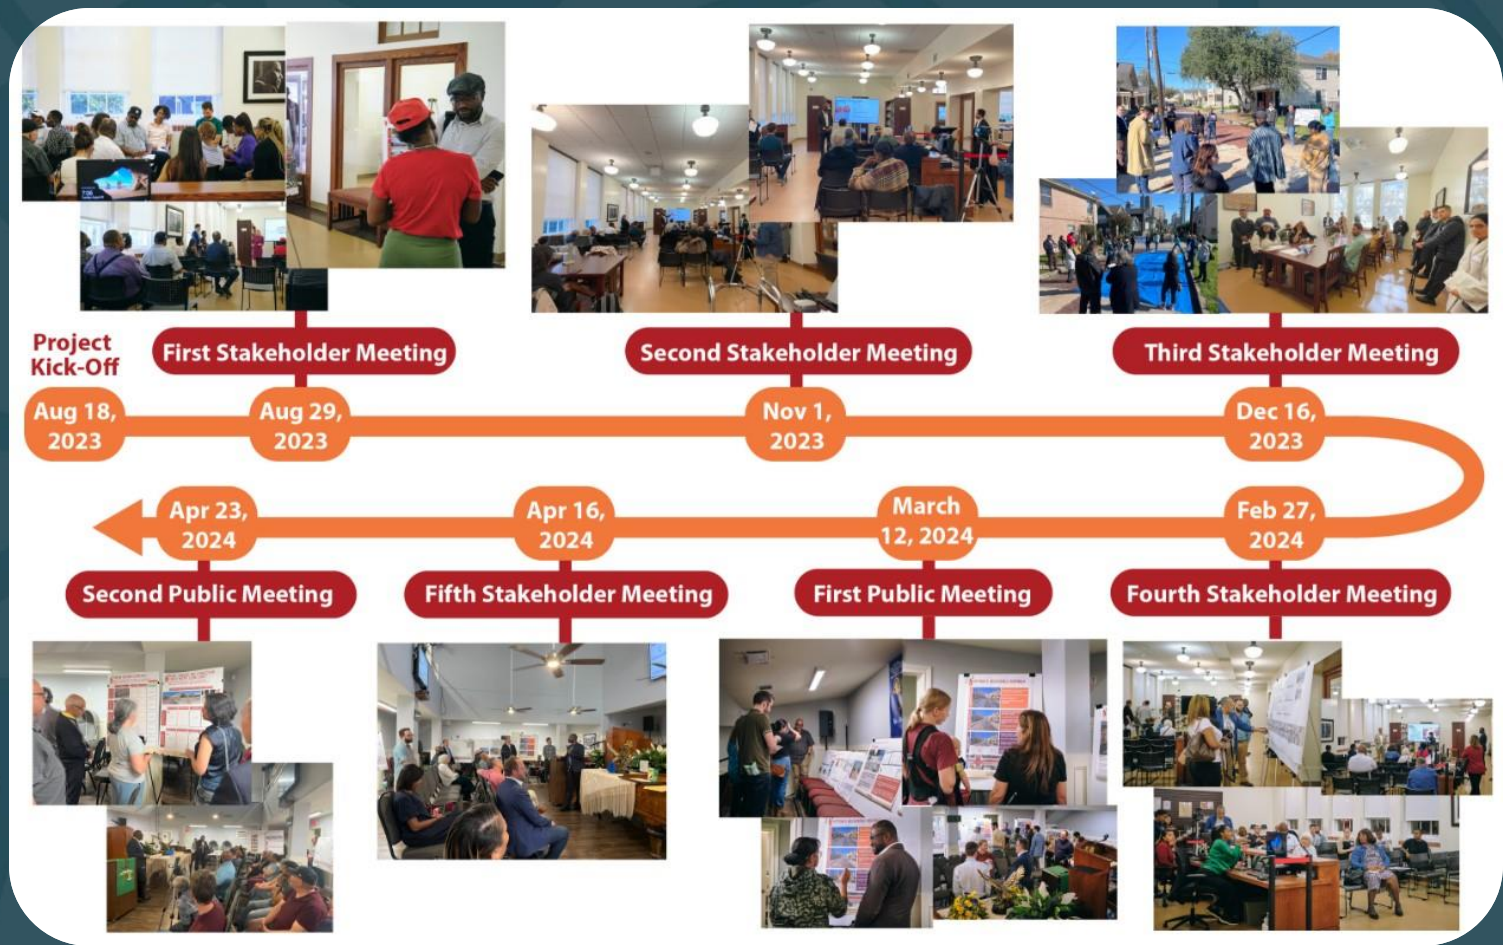 Project
Kick-Off
First Stakeholder Meeting
Second Stakeholder Meeting
Third Stakeholder Meeting
Aug 18,
2023
Aug 29,
2023
Nov 1,
2023
Dec 16,
2023
Apr 23,
2024
Apr 16,
2024
March
12, 2024
Feb 27,
2024
Second Public Meeting
Fifth Stakeholder Meeting
First Public Meeting
Fourth Stakeholder Meeting